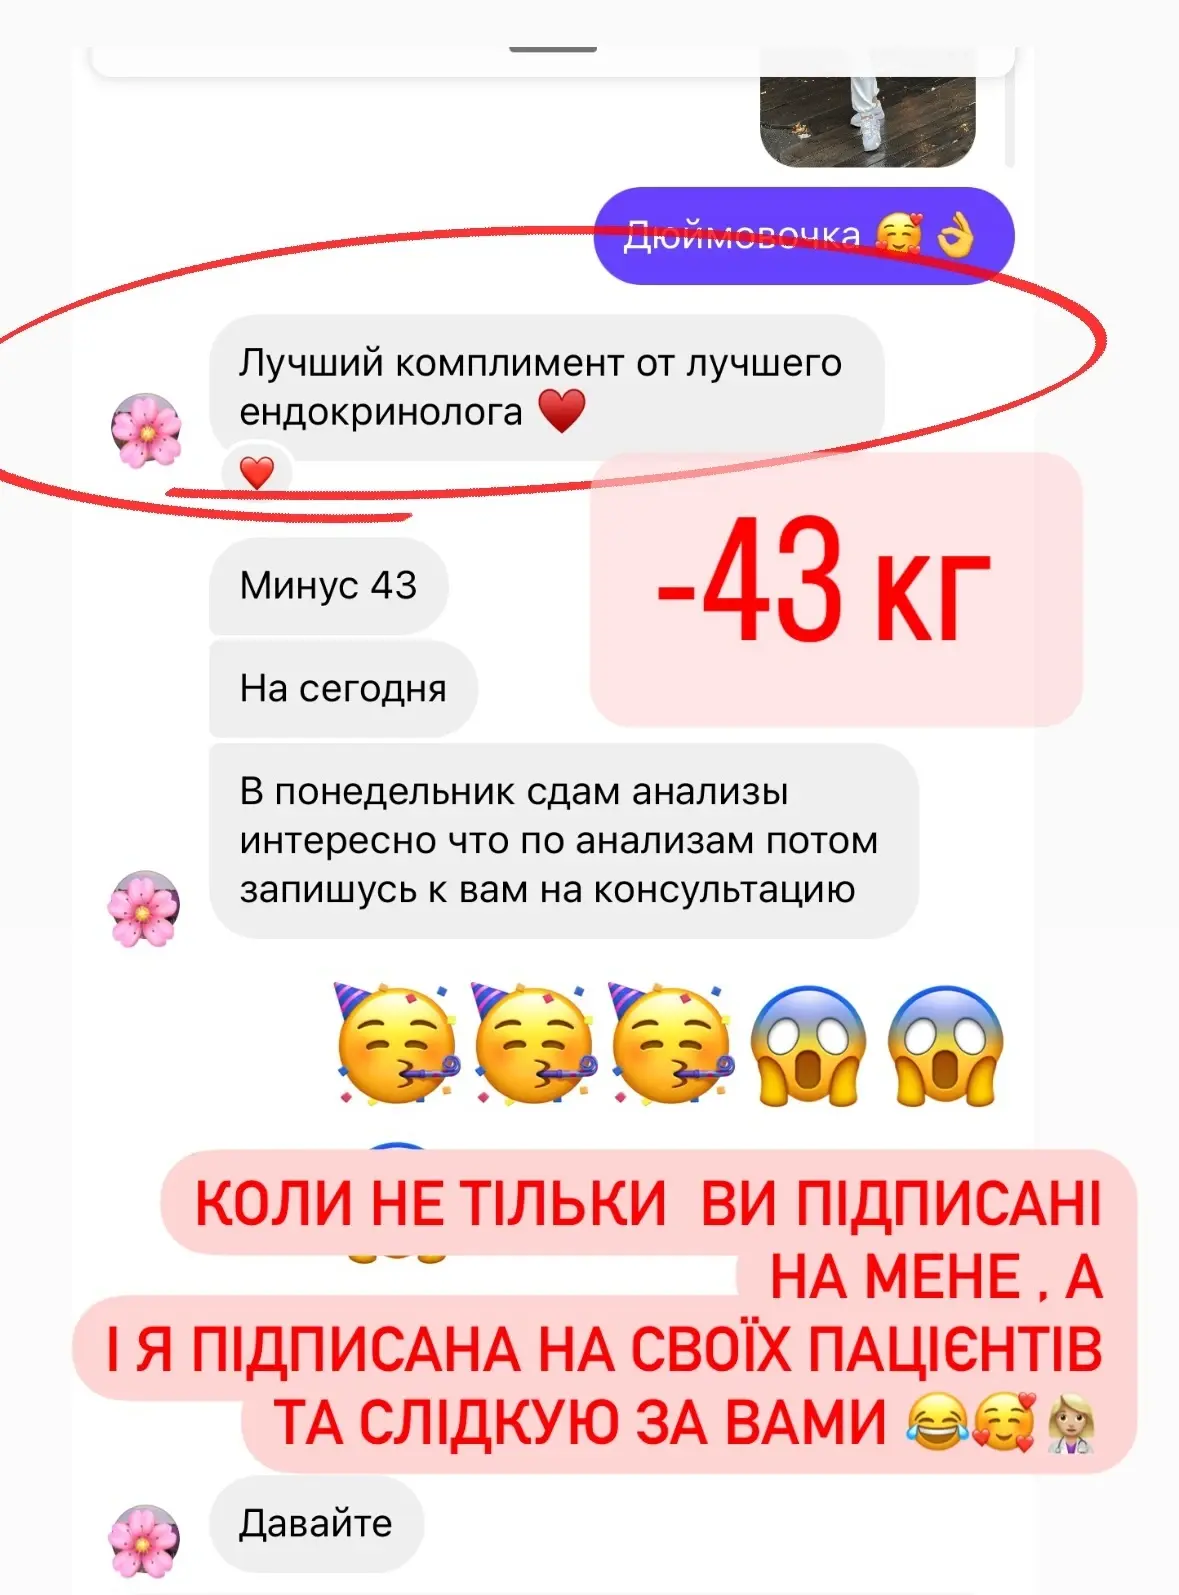 Дюймовочка 🥰👌
Лучший комплимент от лучшего
ендокринолога ❤️
❤️
Минус 43
-43 кг
На сегодня
В понедельник сдам анализы
интересно что по анализам потом
запишусь к вам на консультацию
🥳🥳🥳😱😱
КОЛИ НЕ ТІЛЬКИ ВИ ПІДПИСАНІ
НА МЕНЕ , А
І Я ПІДПИСАНА НА СВОЇХ ПАЦІЄНТІВ
ТА СЛІДКУЮ ЗА ВАМИ 😂🥰👩🏼‍⚕️
Давайте